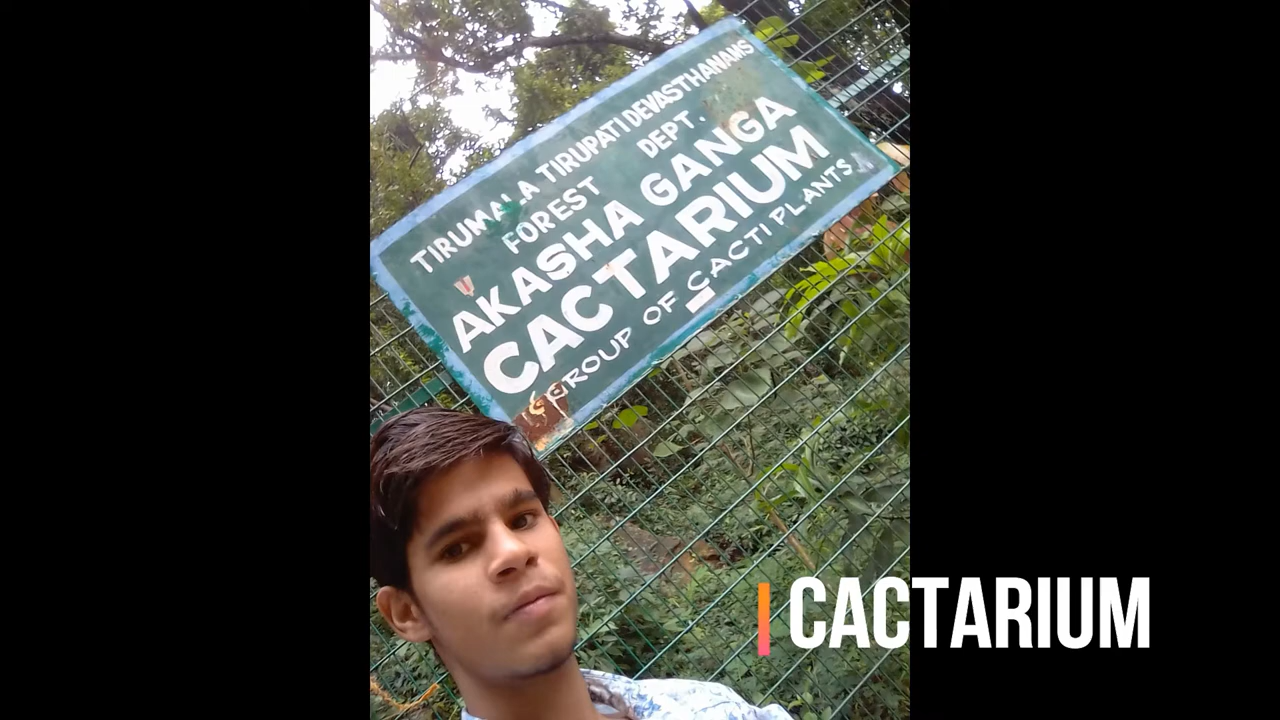 TIRUMALA TIRUPATI DEVASTHANAMS
FOREST DEPT.
AKASHA GANGA
CACTARIUM
GROUP OF CACTI PLANTS
CACTARIUM